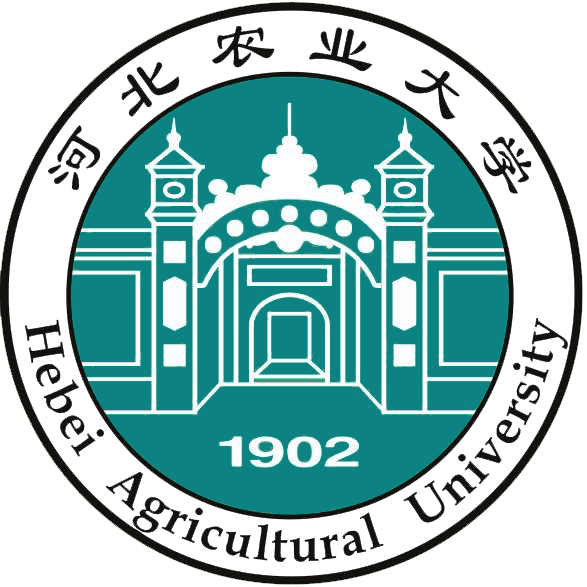 河北农业大学
1902
Hebei Agricultural University